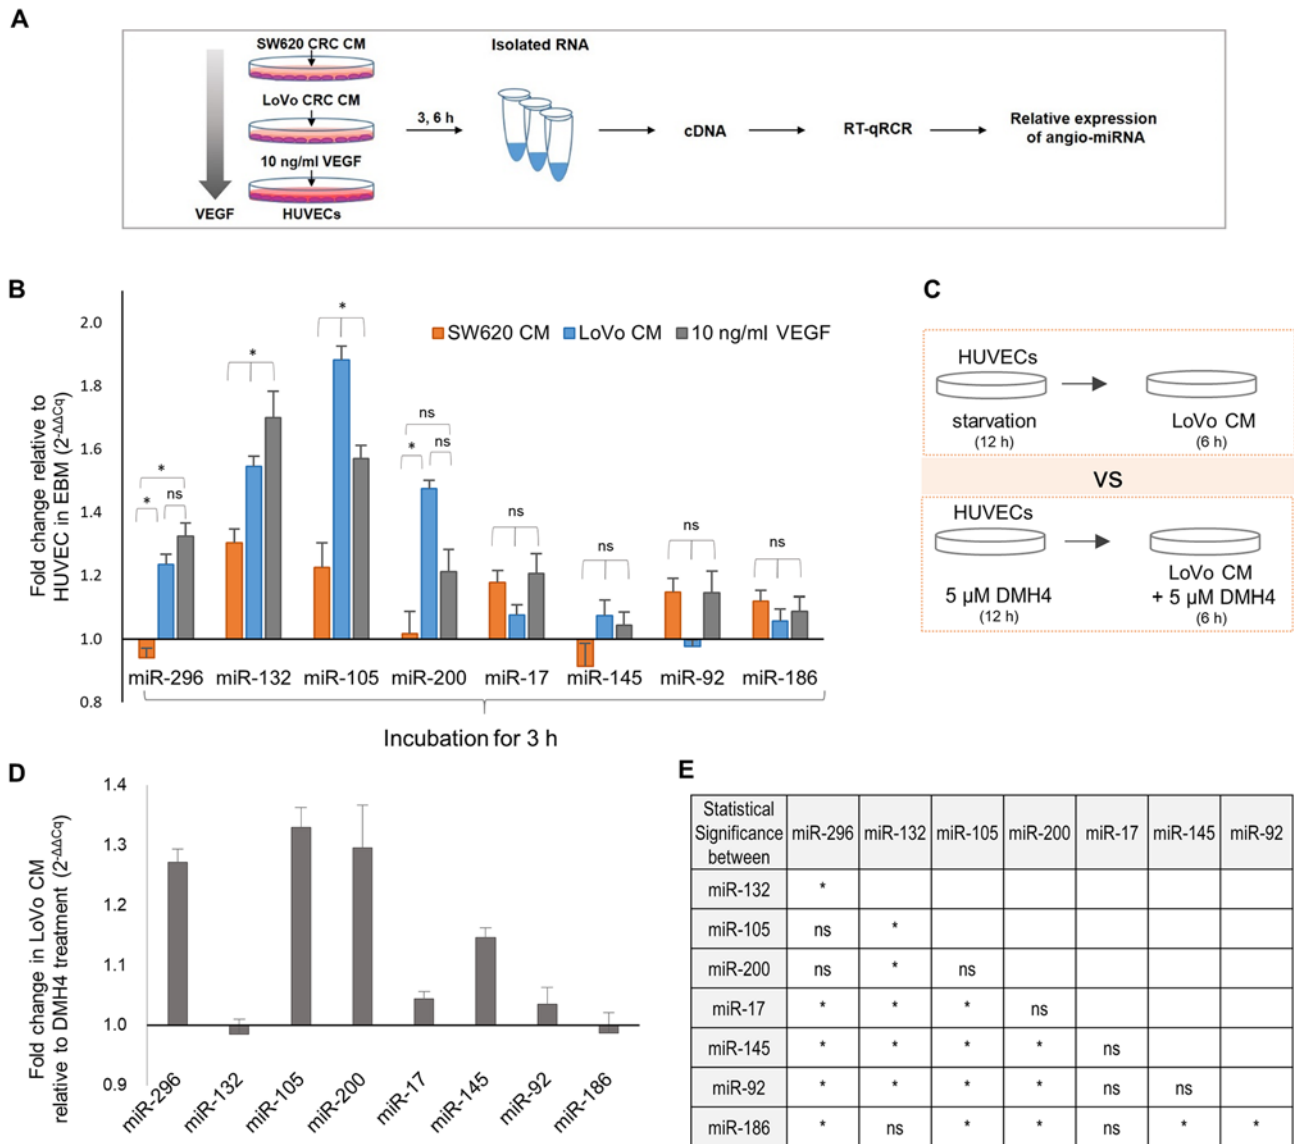 A
SW620 CRC CM
Isolated RNA
LoVo CRC CM
3, 6 h
cDNA
RT-qRCR
Relative expression
of angio-miRNA
10 ng/ml VEGF
VEGF
HUVECs
B
Fold change relative to
HUVEC in EBM (2-ΔΔCq)
2.0
1.8
1.6
1.4
1.2
1.0
0.8
SW620 CM LoVo CM 10 ng/ml VEGF
* * ns
*
*
* ns ns
ns
ns
ns
ns
miR-296 miR-132 miR-105 miR-200 miR-17 miR-145 miR-92 miR-186
Incubation for 3 h
C
HUVECs
starvation
(12 h)
LoVo CM
(6 h)
VS
HUVECs
5 µM DMH4
(12 h)
LoVo CM
+ 5 µM DMH4
(6 h)
D
Fold change in LoVo CM
relative to DMH4 treatment (2-ΔΔCq)
1.4
1.3
1.2
1.1
1.0
0.9
miR-296 miR-132 miR-105 miR-200 miR-17 miR-145 miR-92 miR-186
E
Statistical
Significance
between
miR-296 miR-132 miR-105 miR-200 miR-17 miR-145 miR-92
miR-132 *
miR-105 ns *
miR-200 ns * ns
miR-17 * * * ns
miR-145 * * * * ns
miR-92 * * * * ns ns
miR-186 * ns * * ns * *